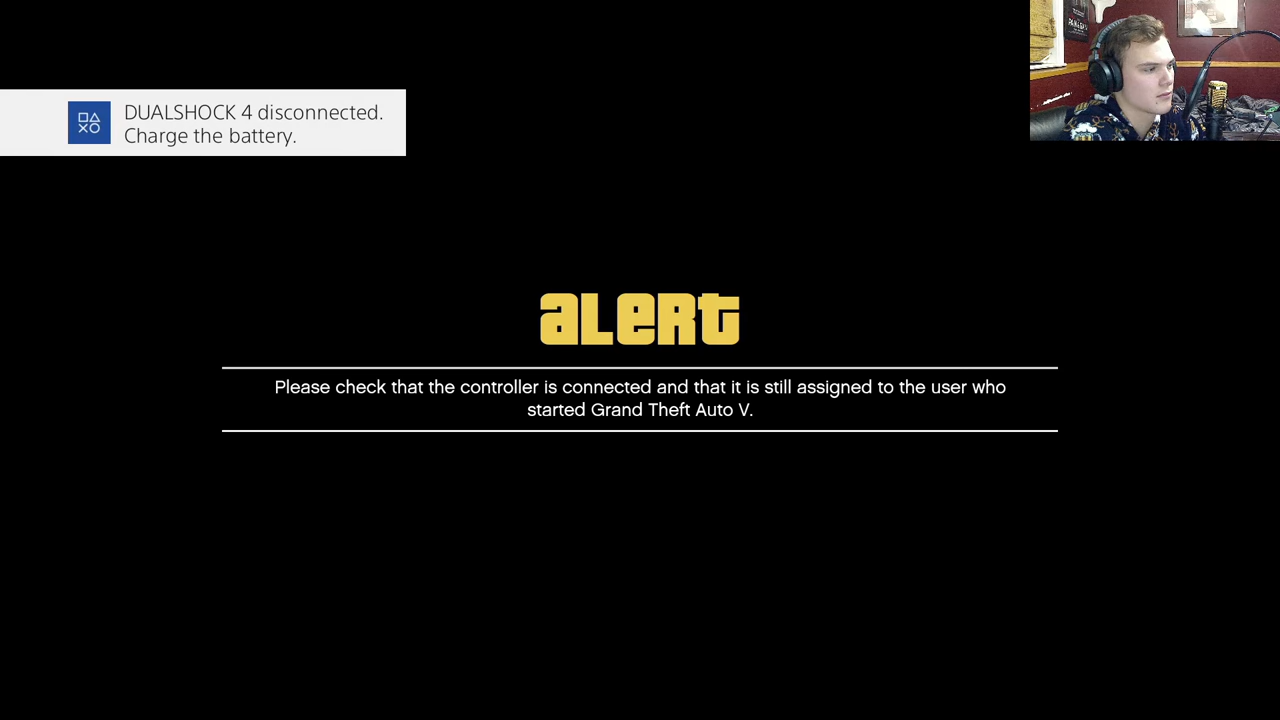 DUALSHOCK 4 disconnected.
Charge the battery.
aLeRt
Please check that the controller is connected and that it is still assigned to the user who
started Grand Theft Auto V.